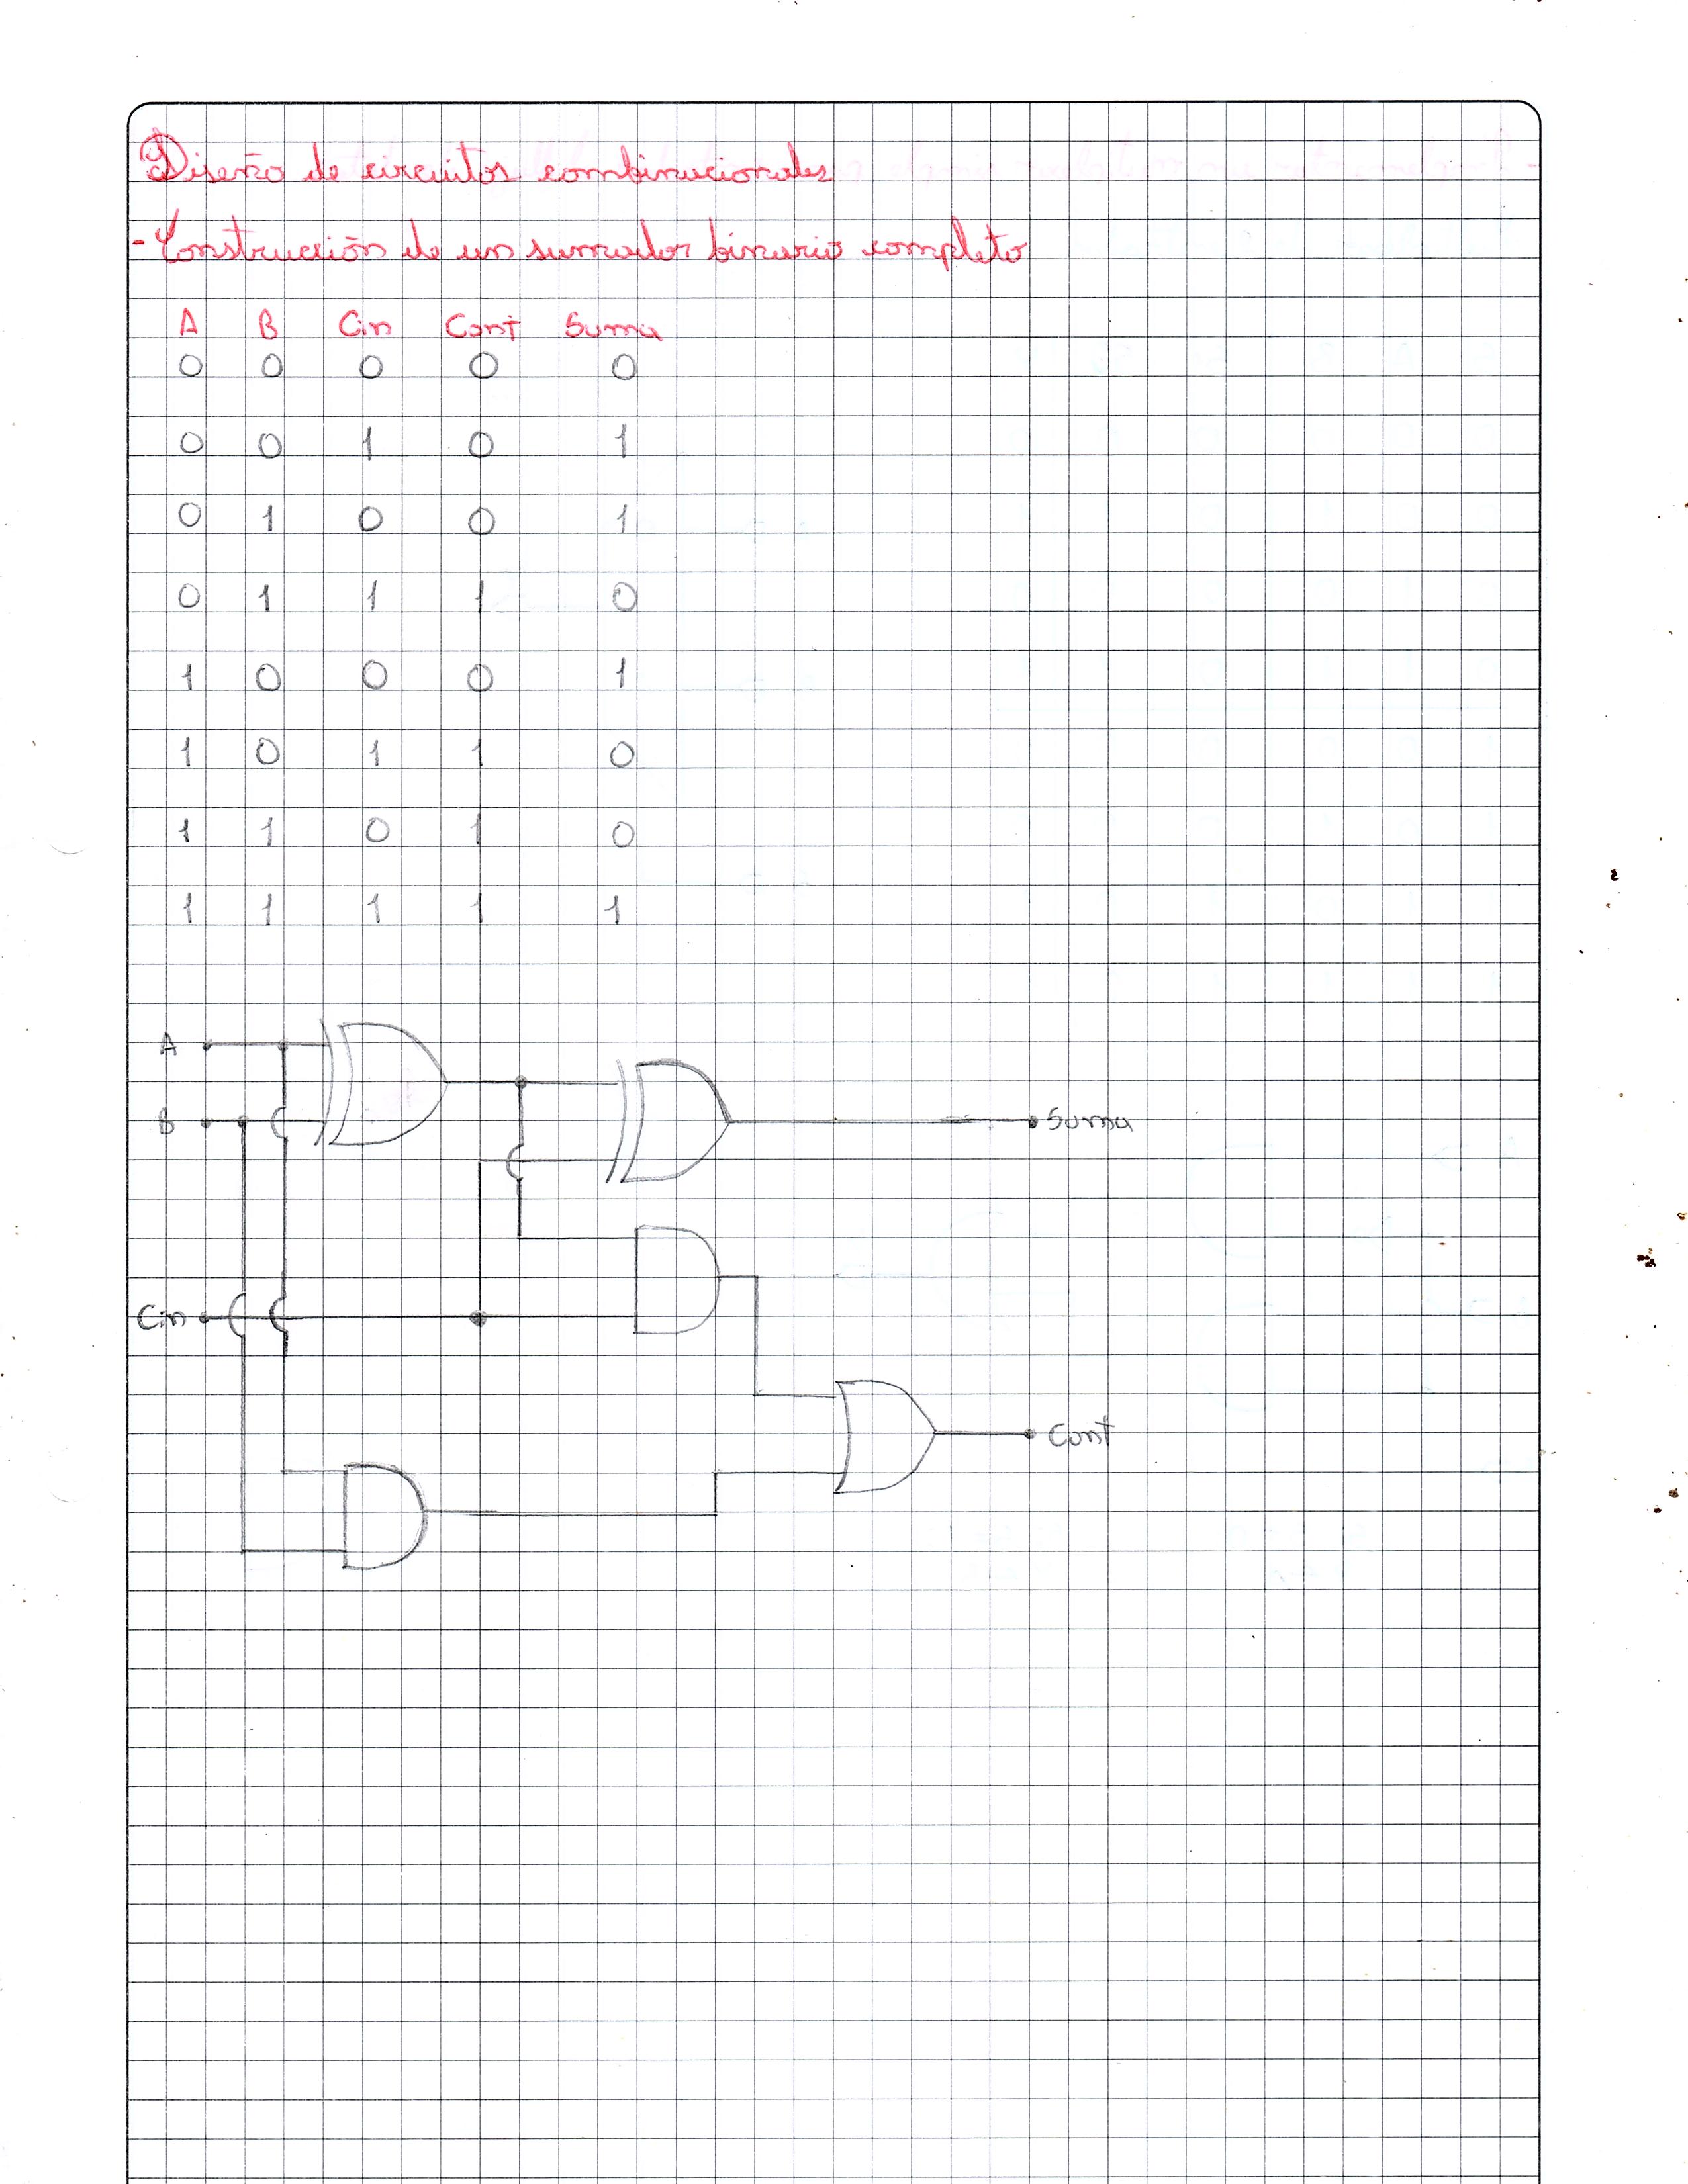 Diseño de circuitos combinacionales
- Construcción de un sumador binario completo
A B Cin Cont Suma
0 0 0 0 0
0 0 1 0 1
0 1 0 0 1
0 1 1 1 0
1 0 0 0 1
1 0 1 1 0
1 1 0 1 0
1 1 1 1 1
A
B
Suma
Cin
Cont